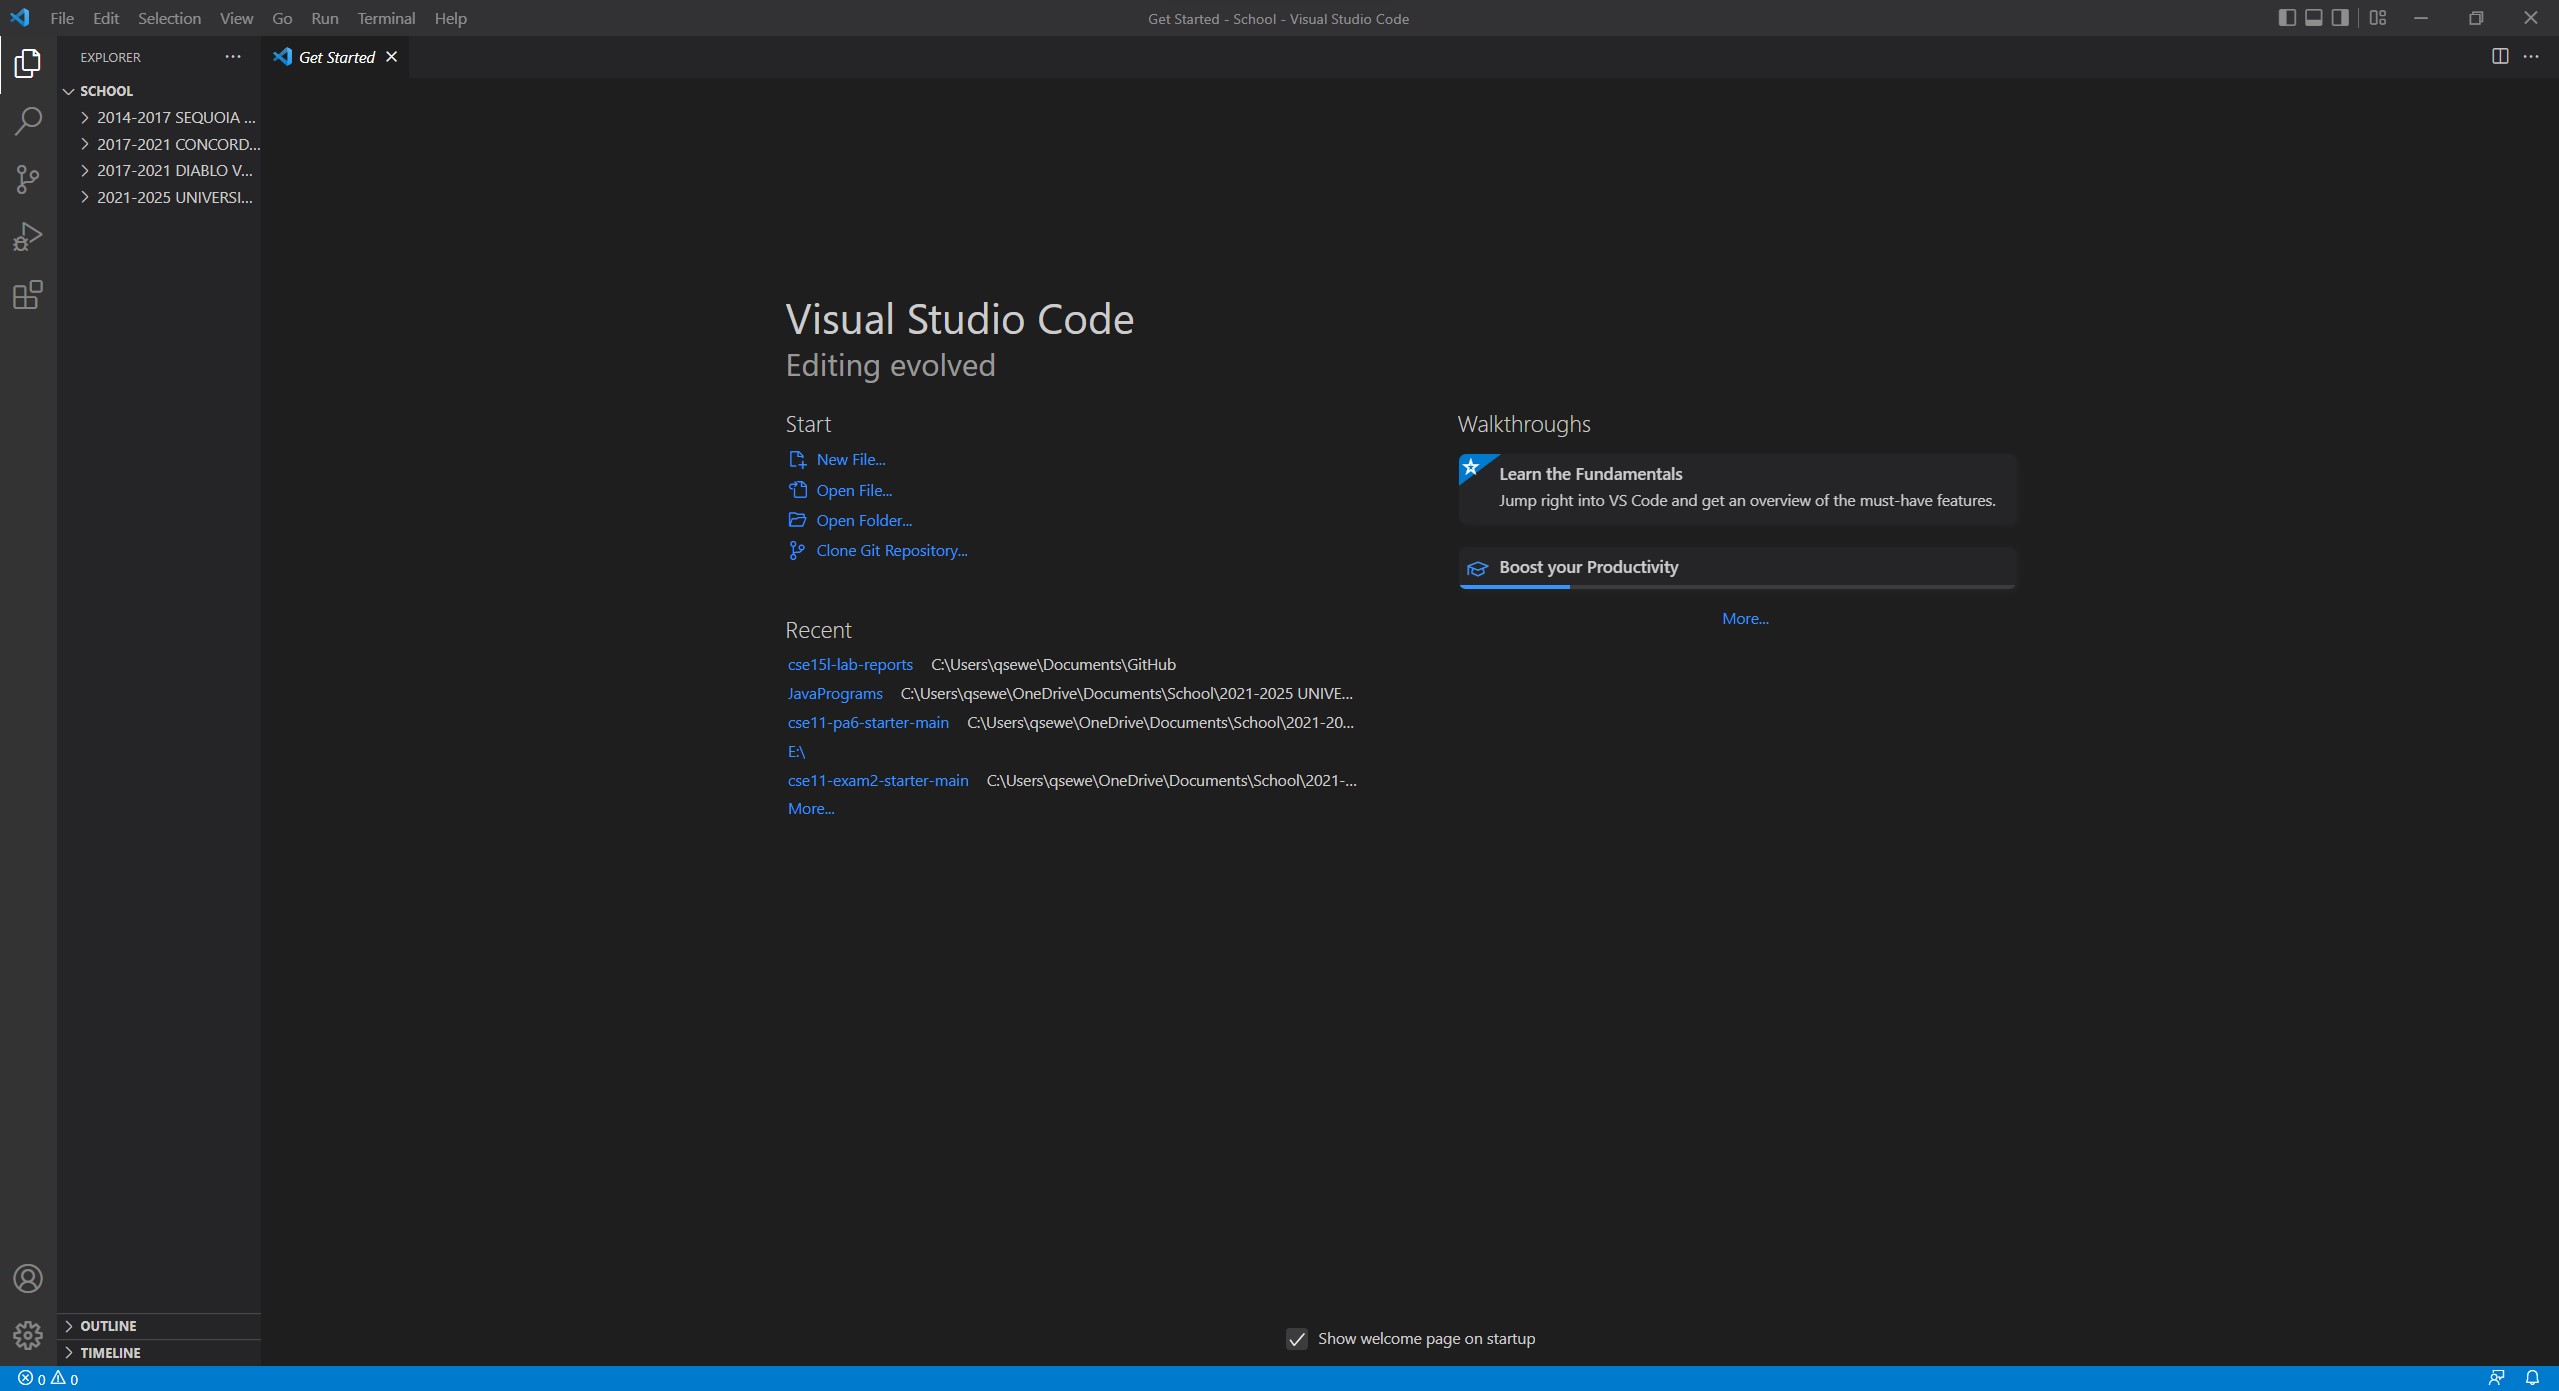 File Edit Selection View Go Run Terminal Help
Get Started - School - Visual Studio Code
EXPLORER
Get Started
SCHOOL
2014-2017 SEQUOIA ...
2017-2021 CONCORD...
2017-2021 DIABLO V...
2021-2025 UNIVERSI...
Visual Studio Code
Editing evolved
Start
New File...
Open File...
Open Folder...
Clone Git Repository...
Recent
cse15l-lab-reports C:\Users\qsewe\Documents\GitHub
JavaPrograms C:\Users\qsewe\OneDrive\Documents\School\2021-2025 UNIVE...
cse11-pa6-starter-main C:\Users\qsewe\OneDrive\Documents\School\2021-20...
E:\
cse11-exam2-starter-main C:\Users\qsewe\OneDrive\Documents\School\2021-...
More...
Walkthroughs
Learn the Fundamentals
Jump right into VS Code and get an overview of the must-have features.
Boost your Productivity
More...
Show welcome page on startup
OUTLINE
TIMELINE
0 0